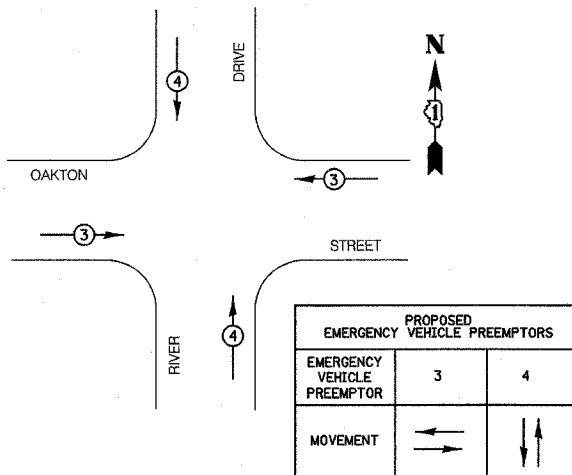 4
DRIVE
N
1
OAKTON
3
3
STREET
4
RIVER
PROPOSED
EMERGENCY VEHICLE PREEMPTORS
EMERGENCY
VEHICLE
PREEMPTOR
3
4
MOVEMENT